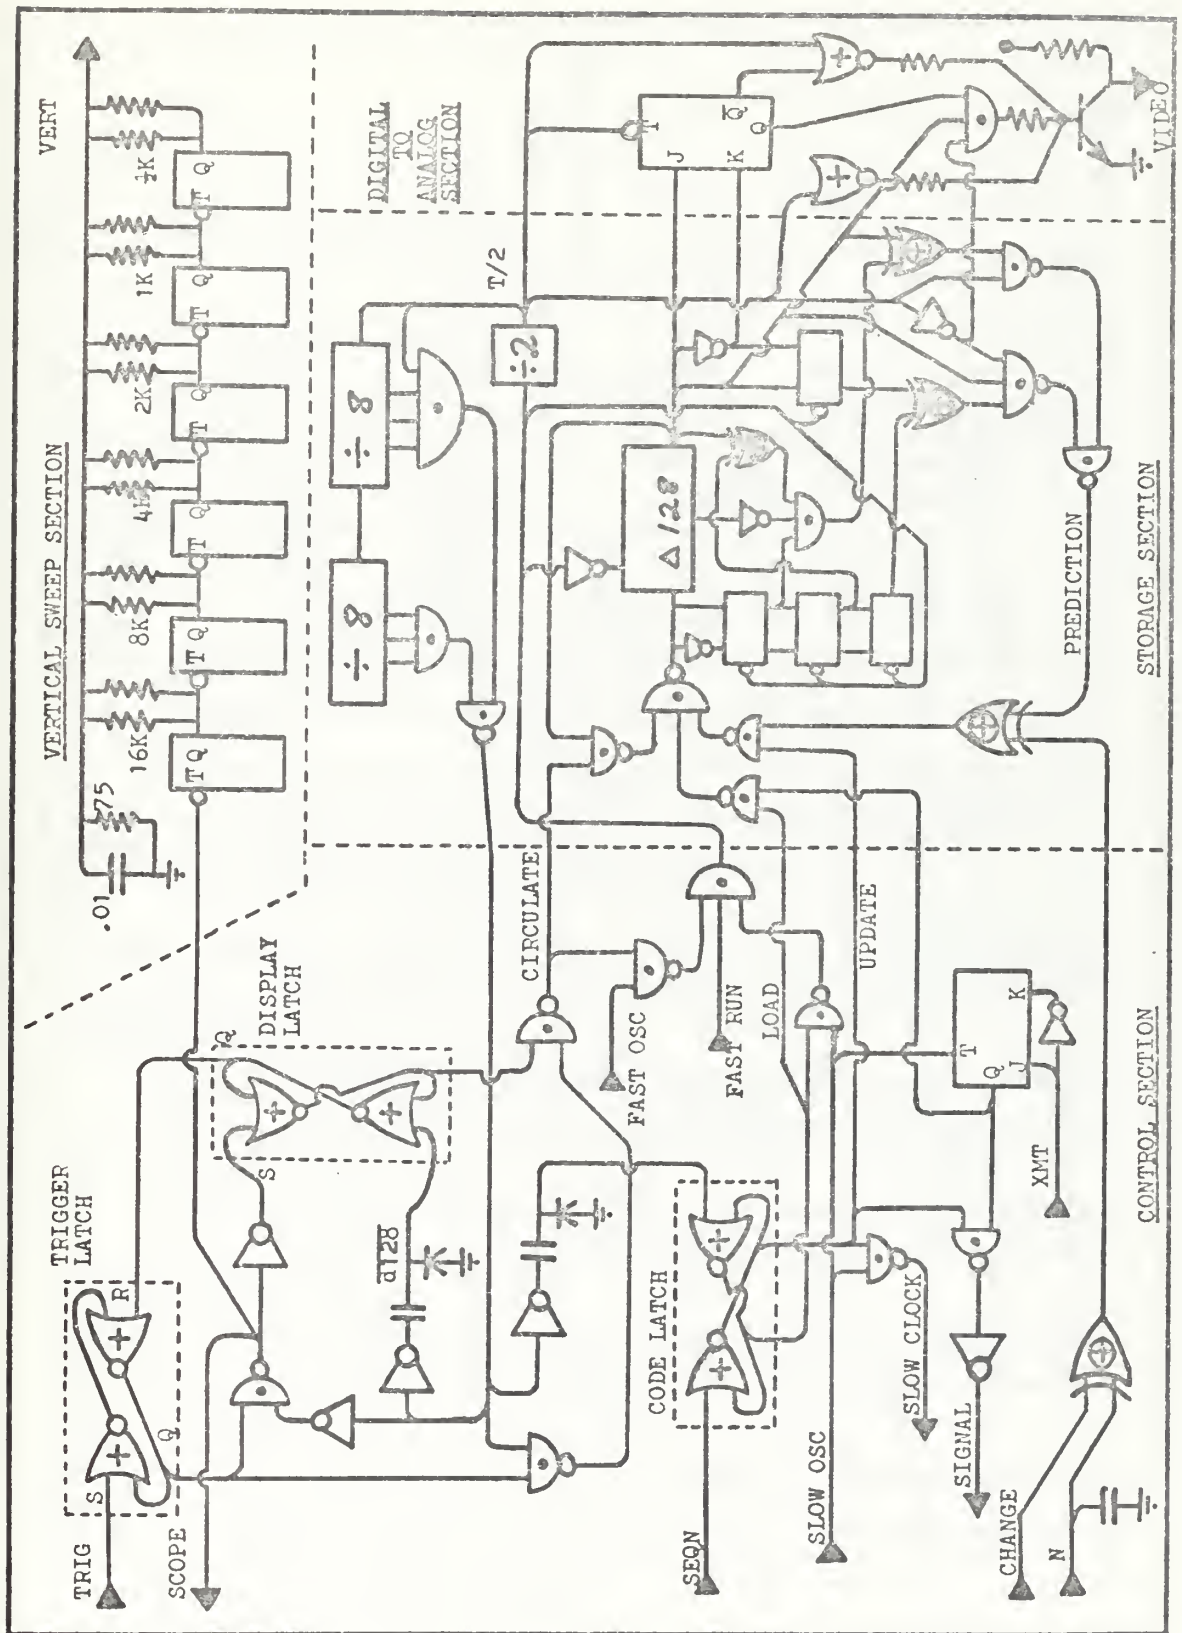 TRIG
SCOPE
TRIGGER
LATCH
S
R
Q
DISPLAY
LATCH
S
Q
d128
.01
75
VERTICAL SWEEP SECTION
VERT
16K
8K
4K
2K
1K
½K
T Q
T Q
T Q
T Q
T Q
T Q
DIGITAL
TO
ANALOG
SECTION
÷ 8
÷ 8
÷2
T/2
T
J
K
Q
Q
VIDEO
Δ 128
CIRCULATE
FAST OSC
FAST RUN
LOAD
UPDATE
PREDICTION
STORAGE SECTION
CODE LATCH
SEQN
SLOW OSC
SLOW CLOCK
SIGNAL
CHANGE
N
XMT
T
Q
J
K
CONTROL SECTION